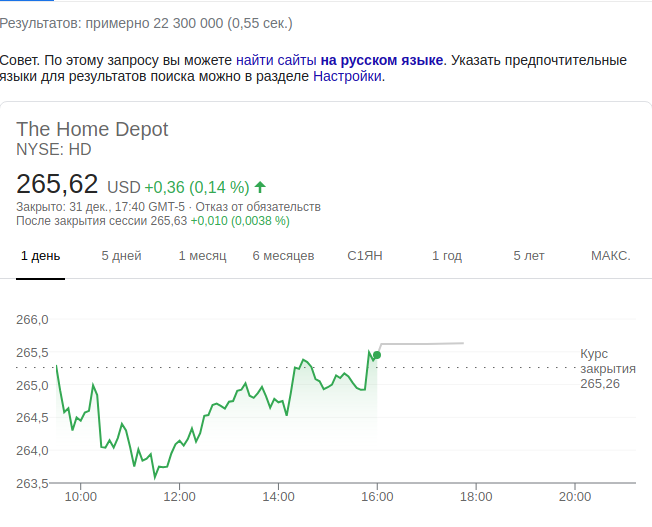 Результатов: примерно 22 300 000 (0,55 сек.)
Совет. По этому запросу вы можете найти сайты на русском языке. Указать предпочтительные
языки для результатов поиска можно в разделе Настройки.
The Home Depot
NYSE: HD
265,62 USD +0,36 (0,14 %)
Закрыто: 31 дек., 17:40 GMT-5 · Отказ от обязательств
После закрытия сессии 265,63 +0,010 (0,0038 %)
1 день 5 дней 1 месяц 6 месяцев С1ЯН 1 год 5 лет МАКС.
266,0
265,5
265,0
264,5
264,0
263,5
Курс
закрытия
265,26
10:00 12:00 14:00 16:00 18:00 20:00